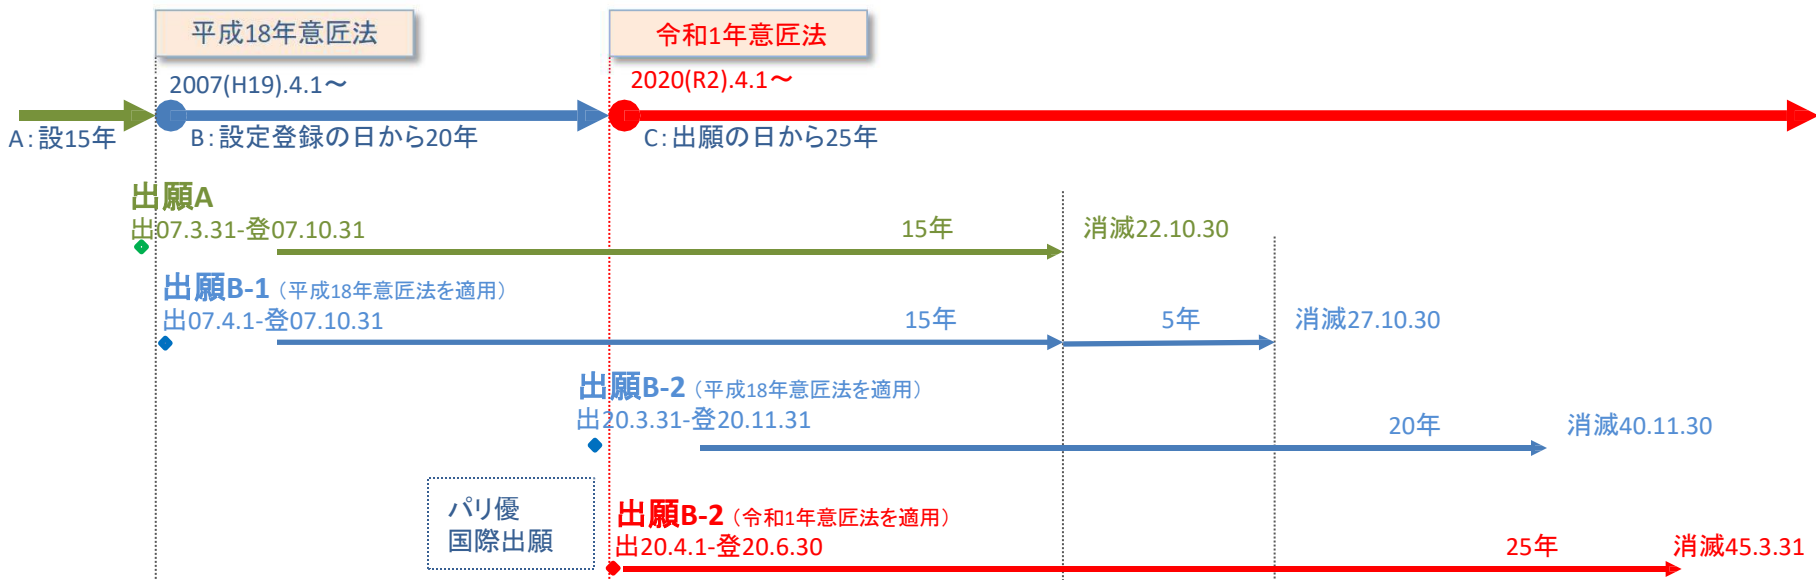 平成18年意匠法
令和1年意匠法
2007(H19).4.1～
2020(R2).4.1～
A：設15年
B：設定登録の日から20年
C：出願の日から25年
出願A
出07.3.31-登07.10.31
15年
消滅22.10.30
出願B-1（平成18年意匠法を適用）
出07.4.1-登07.10.31
15年
5年
消滅27.10.30
出願B-2（平成18年意匠法を適用）
出20.3.31-登20.11.31
20年
消滅40.11.30
パリ優
国際出願
出願B-2（令和1年意匠法を適用）
出20.4.1-登20.6.30
25年
消滅45.3.31